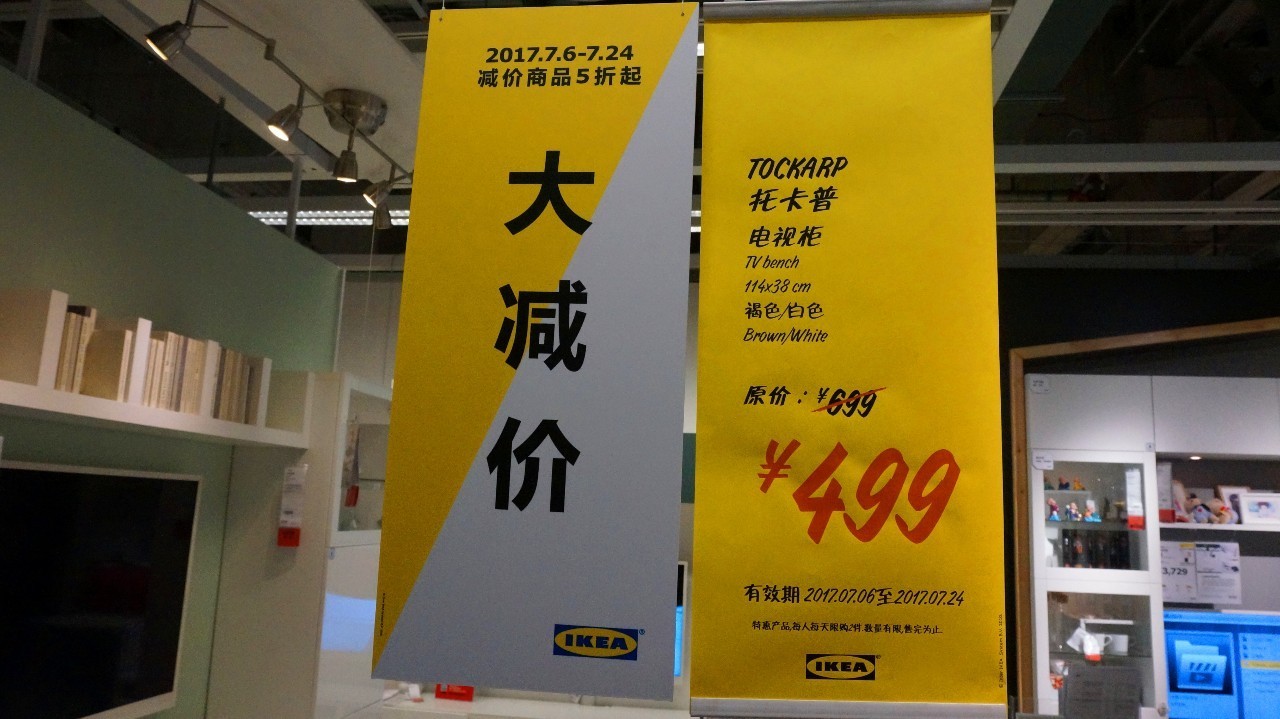 2017.7.6-7.24
减价商品5折起
大
减
价
IKEA
TOCKARP
托卡普
电视柜
TV bench
114x38 cm
褐色/白色
Brown/White
原价：¥699
¥499
有效期 2017.07.06至2017.07.24
特惠产品,每人每天限购2件.数量有限,售完为止.
IKEA
3,729